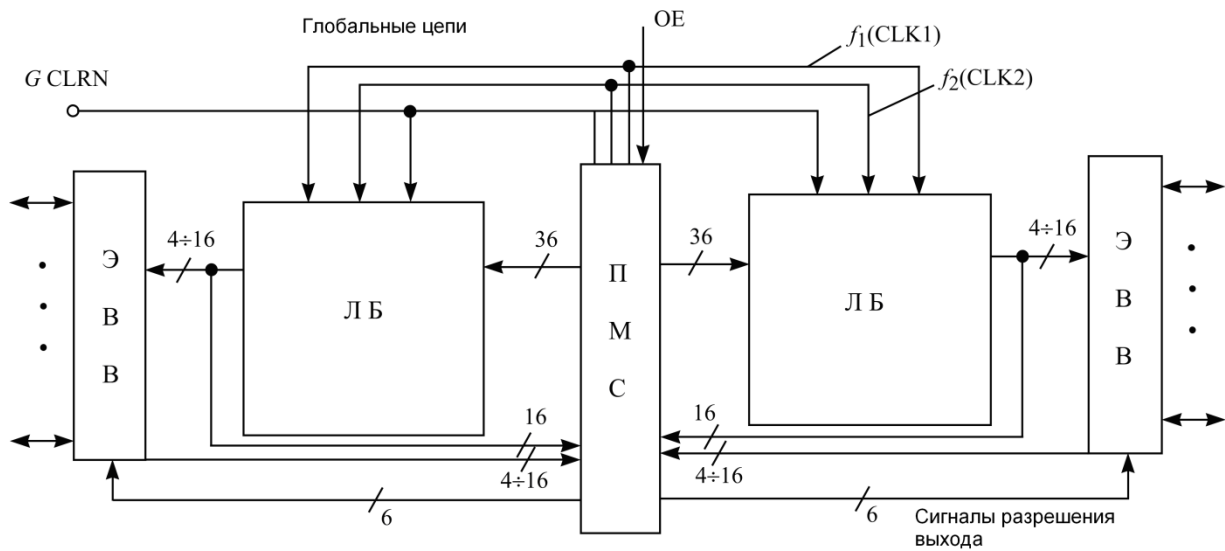 Глобальные цепи
OE
f1(CLK1)
G CLRN
f2(CLK2)
Э
В
В
4÷16
Л Б
36
П
М
С
36
Л Б
4÷16
Э
В
В
16
4÷16
6
16
4÷16
6
Сигналы разрешения
выхода